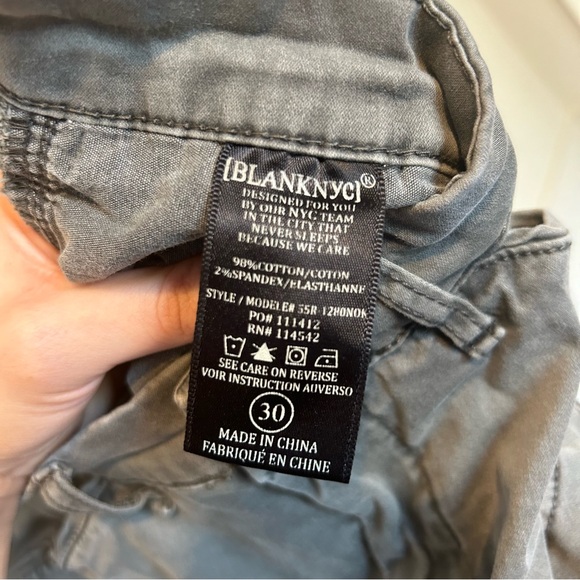 [BLANKNYC]®
DESIGNED FOR YOU
BY OUR NYC TEAM
IN THE CITY THAT
NEVER SLEEPS
BECAUSE WE CARE
98%COTTON/COTON
2%SPANDEX/ELASTHANNE
STYLE / MODELE# 55R-1280NOK
PO# 111412
RN# 114542
SEE CARE ON REVERSE
VOIR INSTRUCTION AUVERSO
30
MADE IN CHINA
FABRIQUÉ EN CHINE